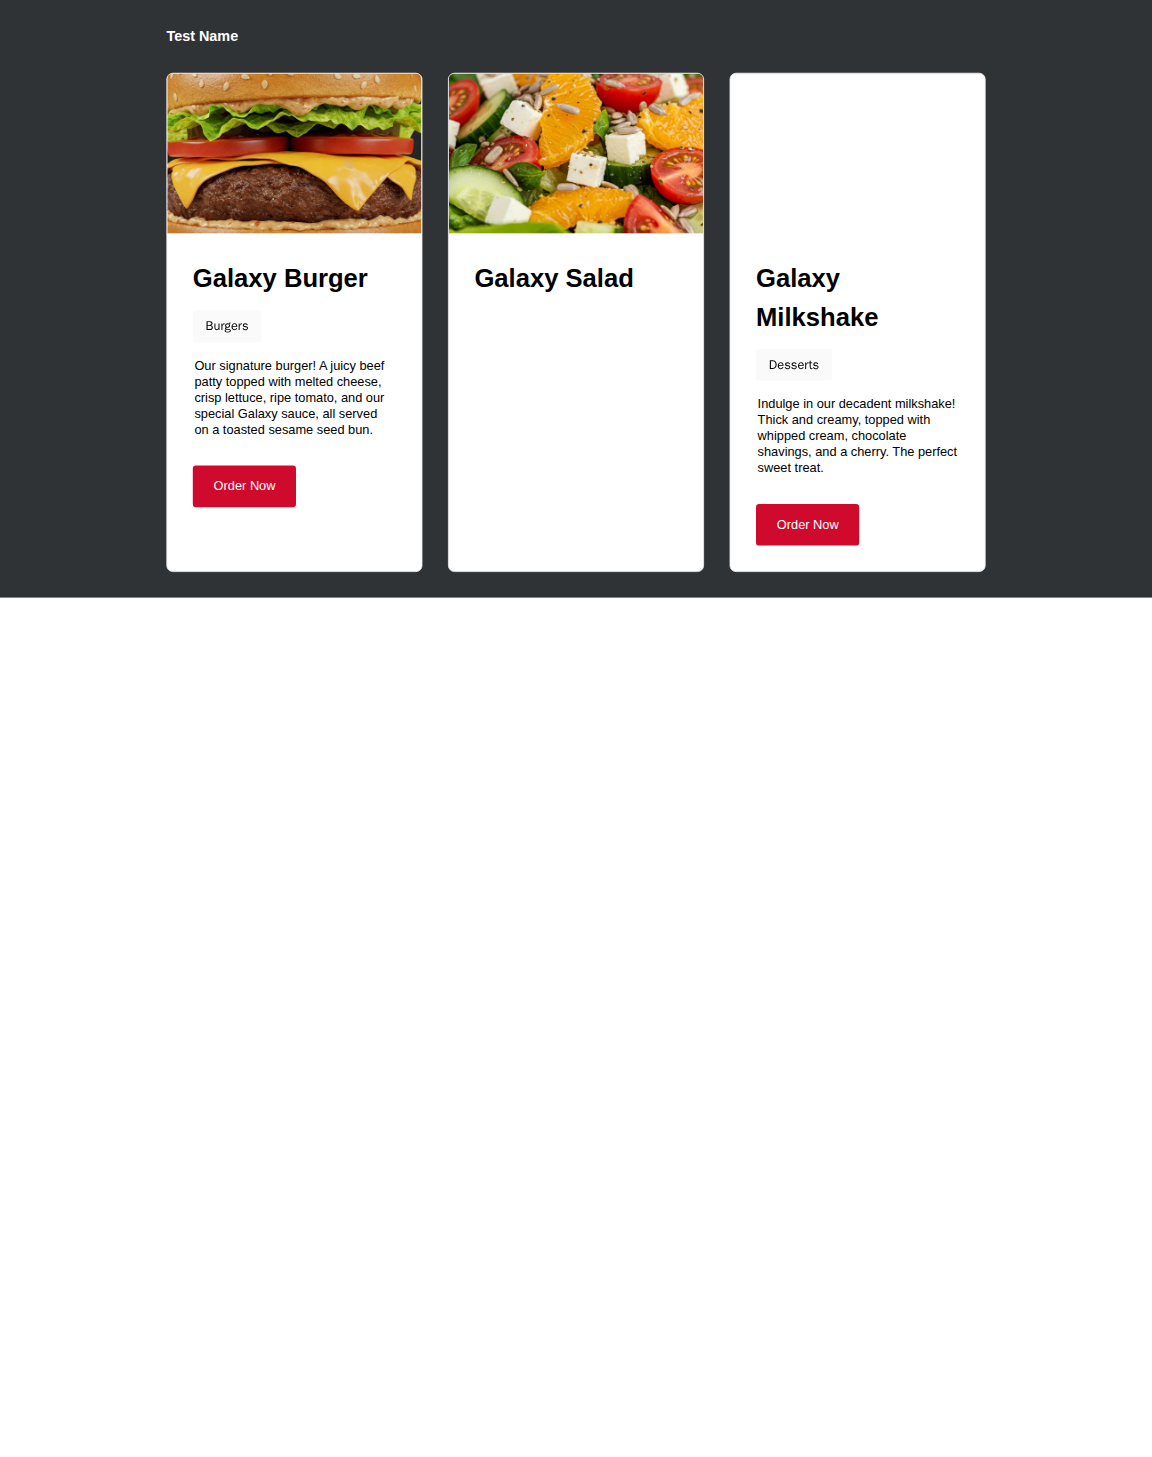 Test Name
Galaxy Burger
Burgers
Our signature burger! A juicy beef
patty topped with melted cheese,
crisp lettuce, ripe tomato, and our
special Galaxy sauce, all served
on a toasted sesame seed bun.
Order Now
Galaxy Salad
Galaxy
Milkshake
Desserts
Indulge in our decadent milkshake!
Thick and creamy, topped with
whipped cream, chocolate
shavings, and a cherry. The perfect
sweet treat.
Order Now